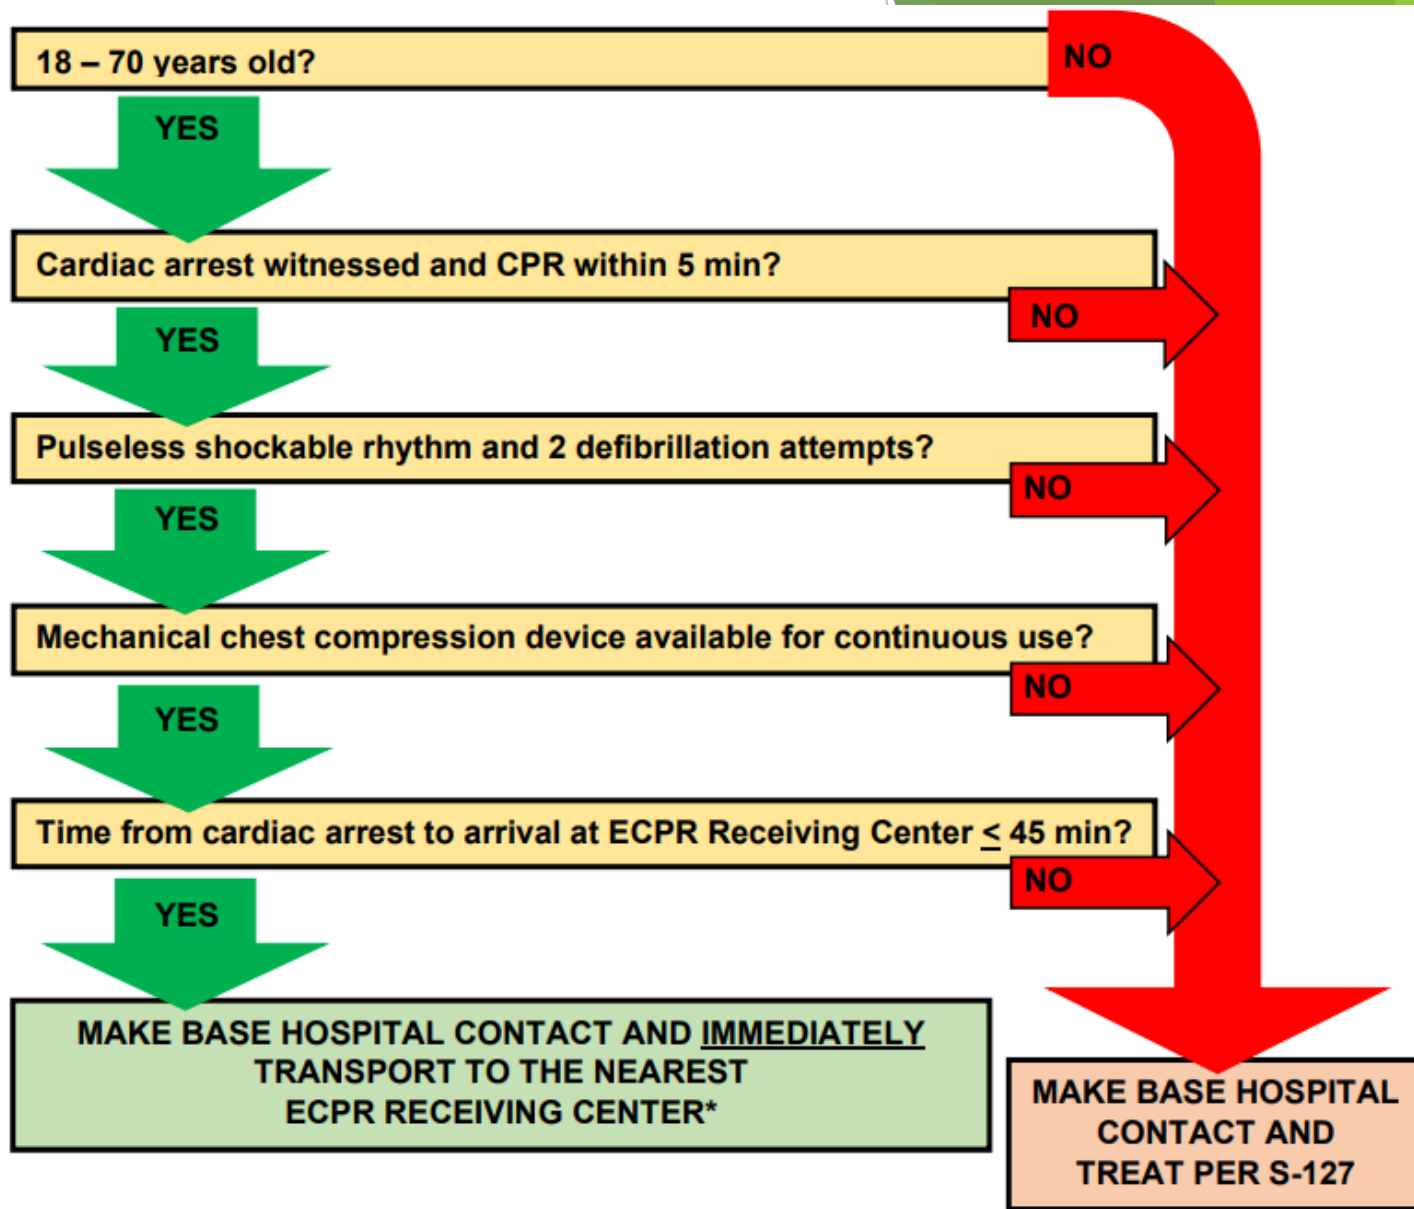 18 – 70 years old?
NO
YES
Cardiac arrest witnessed and CPR within 5 min?
NO
YES
Pulseless shockable rhythm and 2 defibrillation attempts?
NO
YES
Mechanical chest compression device available for continuous use?
NO
YES
Time from cardiac arrest to arrival at ECPR Receiving Center ≤ 45 min?
NO
YES
MAKE BASE HOSPITAL CONTACT AND IMMEDIATELY
TRANSPORT TO THE NEAREST
ECPR RECEIVING CENTER*
MAKE BASE HOSPITAL
CONTACT AND
TREAT PER S-127